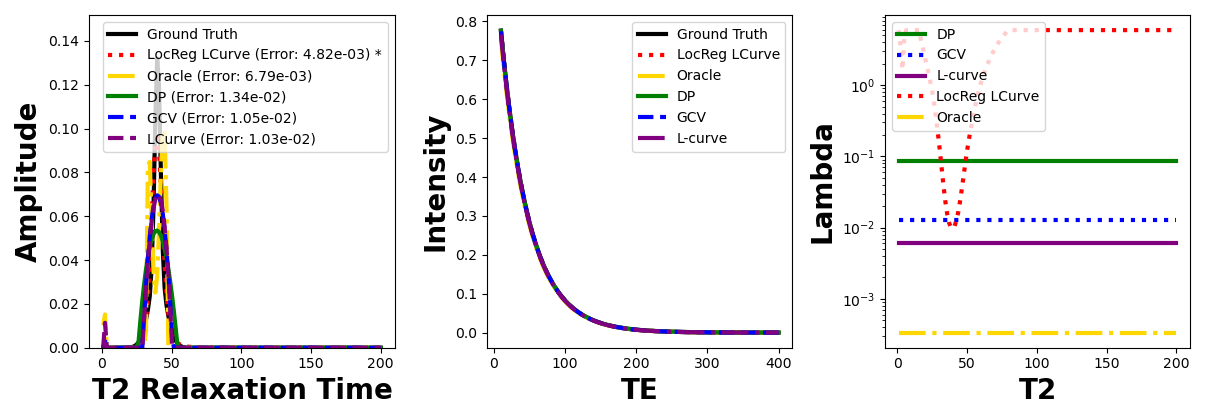 Amplitude
0.14
0.12
0.10
0.08
0.06
0.04
0.02
0.00
Ground Truth
LocReg LCurve (Error: 4.82e-03) *
Oracle (Error: 6.79e-03)
DP (Error: 1.34e-02)
GCV (Error: 1.05e-02)
LCurve (Error: 1.03e-02)
0 50 100 150 200
T2 Relaxation Time
Intensity
0.8
0.7
0.6
0.5
0.4
0.3
0.2
0.1
0.0
Ground Truth
LocReg LCurve
Oracle
DP
GCV
L-curve
0 100 200 300 400
TE
Lambda
10⁰
10⁻¹
10⁻²
10⁻³
DP
GCV
L-curve
LocReg LCurve
Oracle
0 50 100 150 200
T2